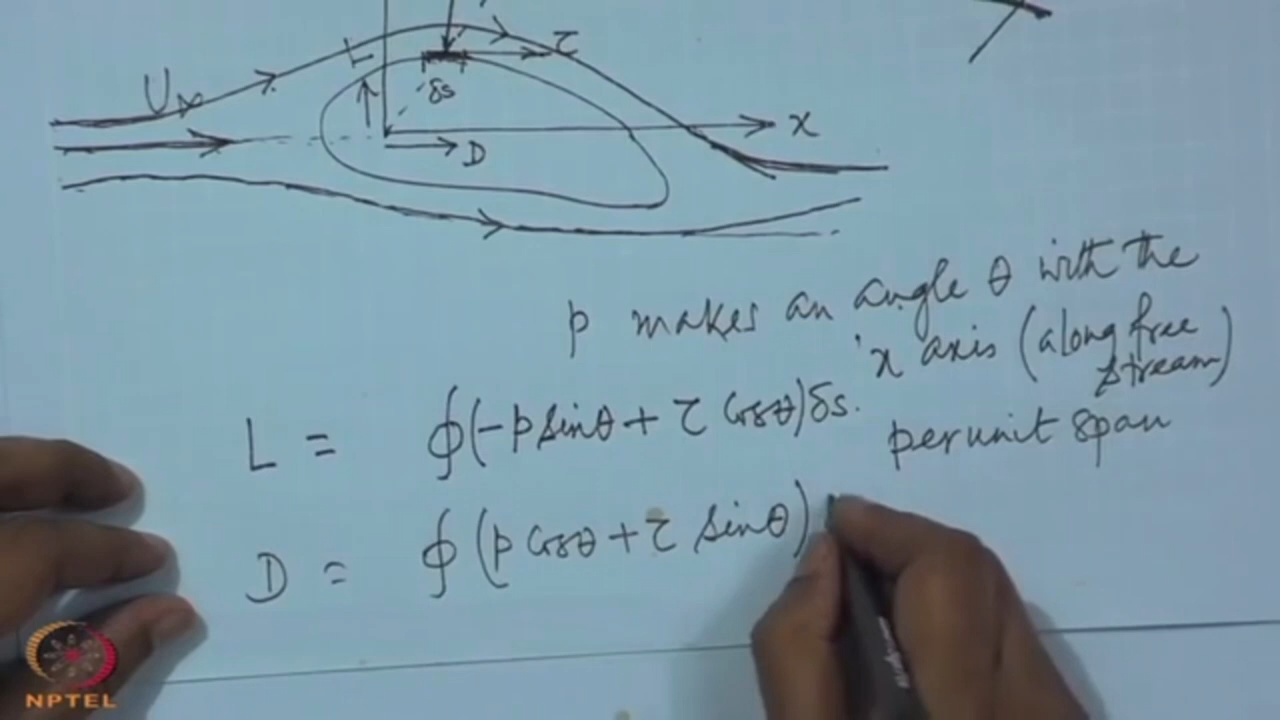 L
τ
U∞
δs
x
D
p makes an angle θ with the
x axis (along free
stream)
L = ∮(-p sinθ + τ cosθ)δs.
per unit span
D = ∮(p cosθ + τ sinθ)
NPTEL